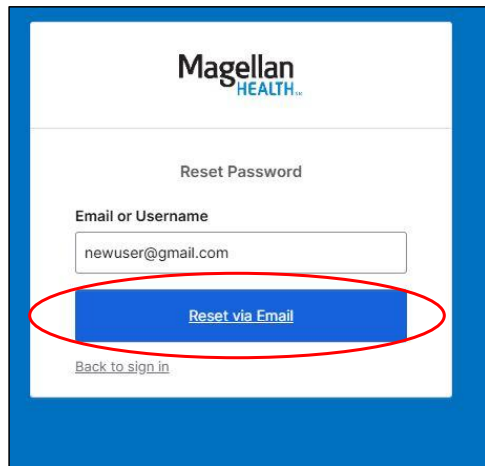 Magellan
HEALTH
Reset Password
Email or Username
newuser@gmail.com
Reset via Email
Back to sign in